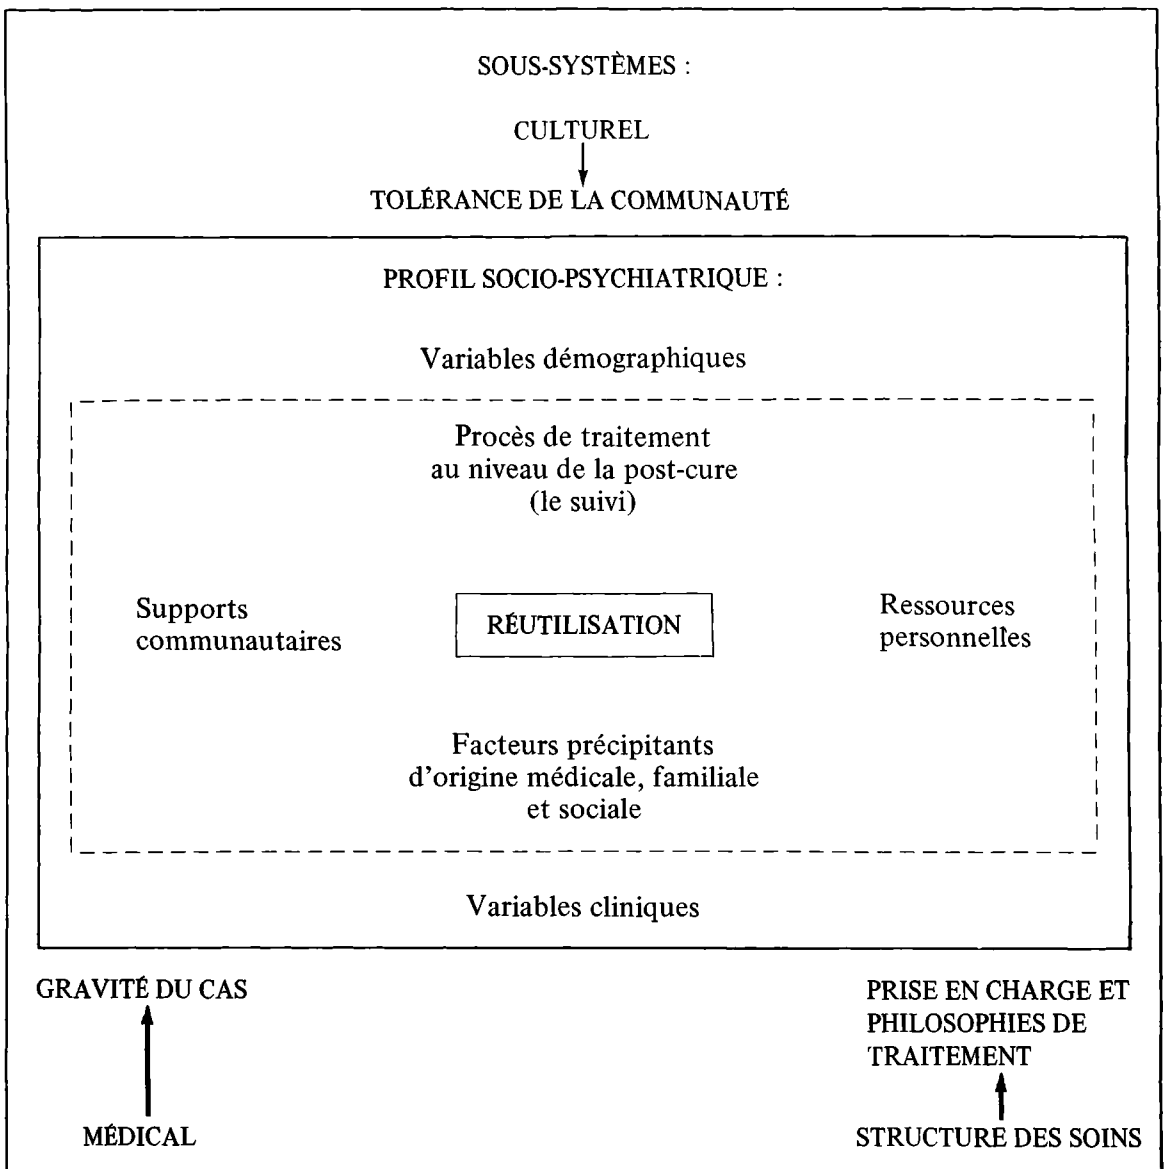 SOUS-SYSTÈMES :
CULTUREL
TOLÉRANCE DE LA COMMUNAUTÉ
PROFIL SOCIO-PSYCHIATRIQUE :
Variables démographiques
Procès de traitement
au niveau de la post-cure
(le suivi)
Supports
communautaires
RÉUTILISATION
Ressources
personnelles
Facteurs précipitants
d'origine médicale, familiale
et sociale
Variables cliniques
GRAVITÉ DU CAS
MÉDICAL
PRISE EN CHARGE ET
PHILOSOPHIES DE
TRAITEMENT
STRUCTURE DES SOINS